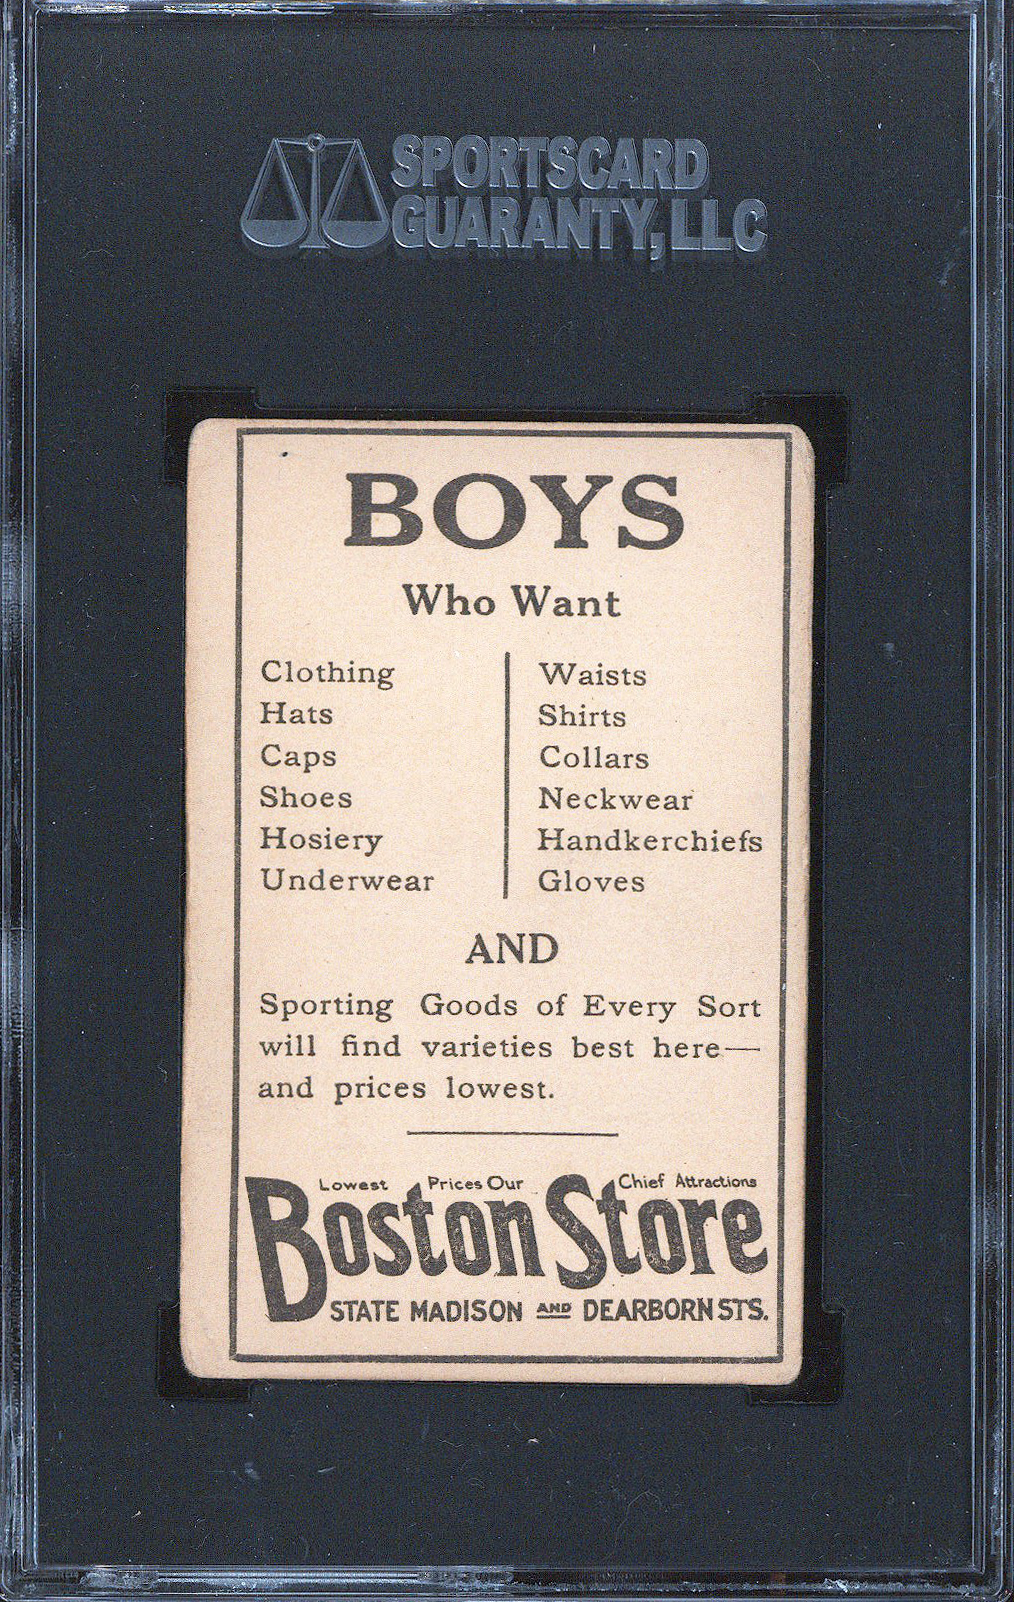 SPORTSCARD
GUARANTY, LLC
BOYS
Who Want
Clothing
Hats
Caps
Shoes
Hosiery
Underwear
Waists
Shirts
Collars
Neckwear
Handkerchiefs
Gloves
AND
Sporting Goods of Every Sort
will find varieties best here—
and prices lowest.
Lowest Prices Our Chief Attractions
Boston Store
STATE MADISON AND DEARBORN STS.